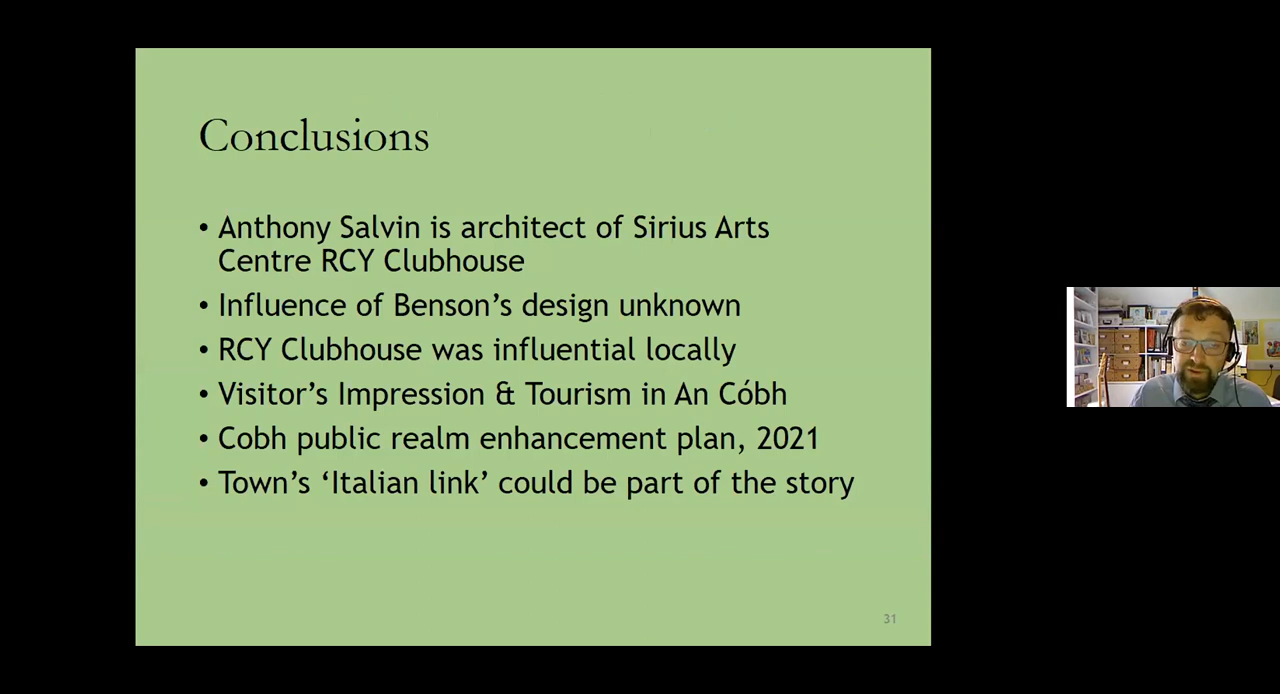 Conclusions
• Anthony Salvin is architect of Sirius Arts
Centre RCY Clubhouse
• Influence of Benson’s design unknown
• RCY Clubhouse was influential locally
• Visitor’s Impression & Tourism in An Cóbh
• Cobh public realm enhancement plan, 2021
• Town’s ‘Italian link’ could be part of the story
31